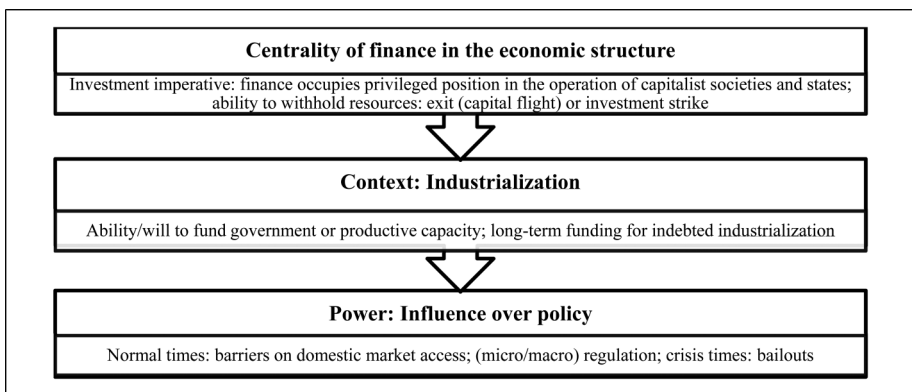 Centrality of finance in the economic structure
Investment imperative: finance occupies privileged position in the operation of capitalist societies and states;
ability to withhold resources: exit (capital flight) or investment strike
Context: Industrialization
Ability/will to fund government or productive capacity; long-term funding for indebted industrialization
Power: Influence over policy
Normal times: barriers on domestic market access; (micro/macro) regulation; crisis times: bailouts